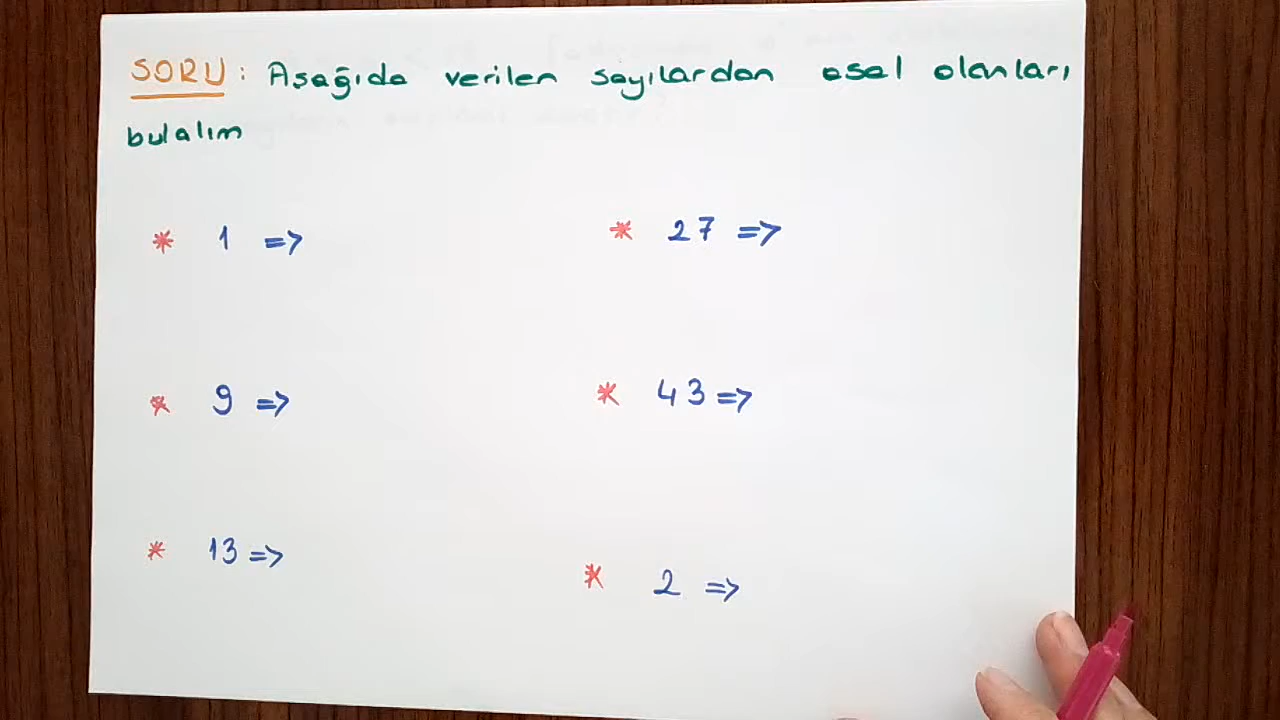 SORU: Aşağıda verilen sayılardan asal olanları
bulalım
* 1 =>
* 27 =>
* 9 =>
* 43 =>
* 13 =>
* 2 =>